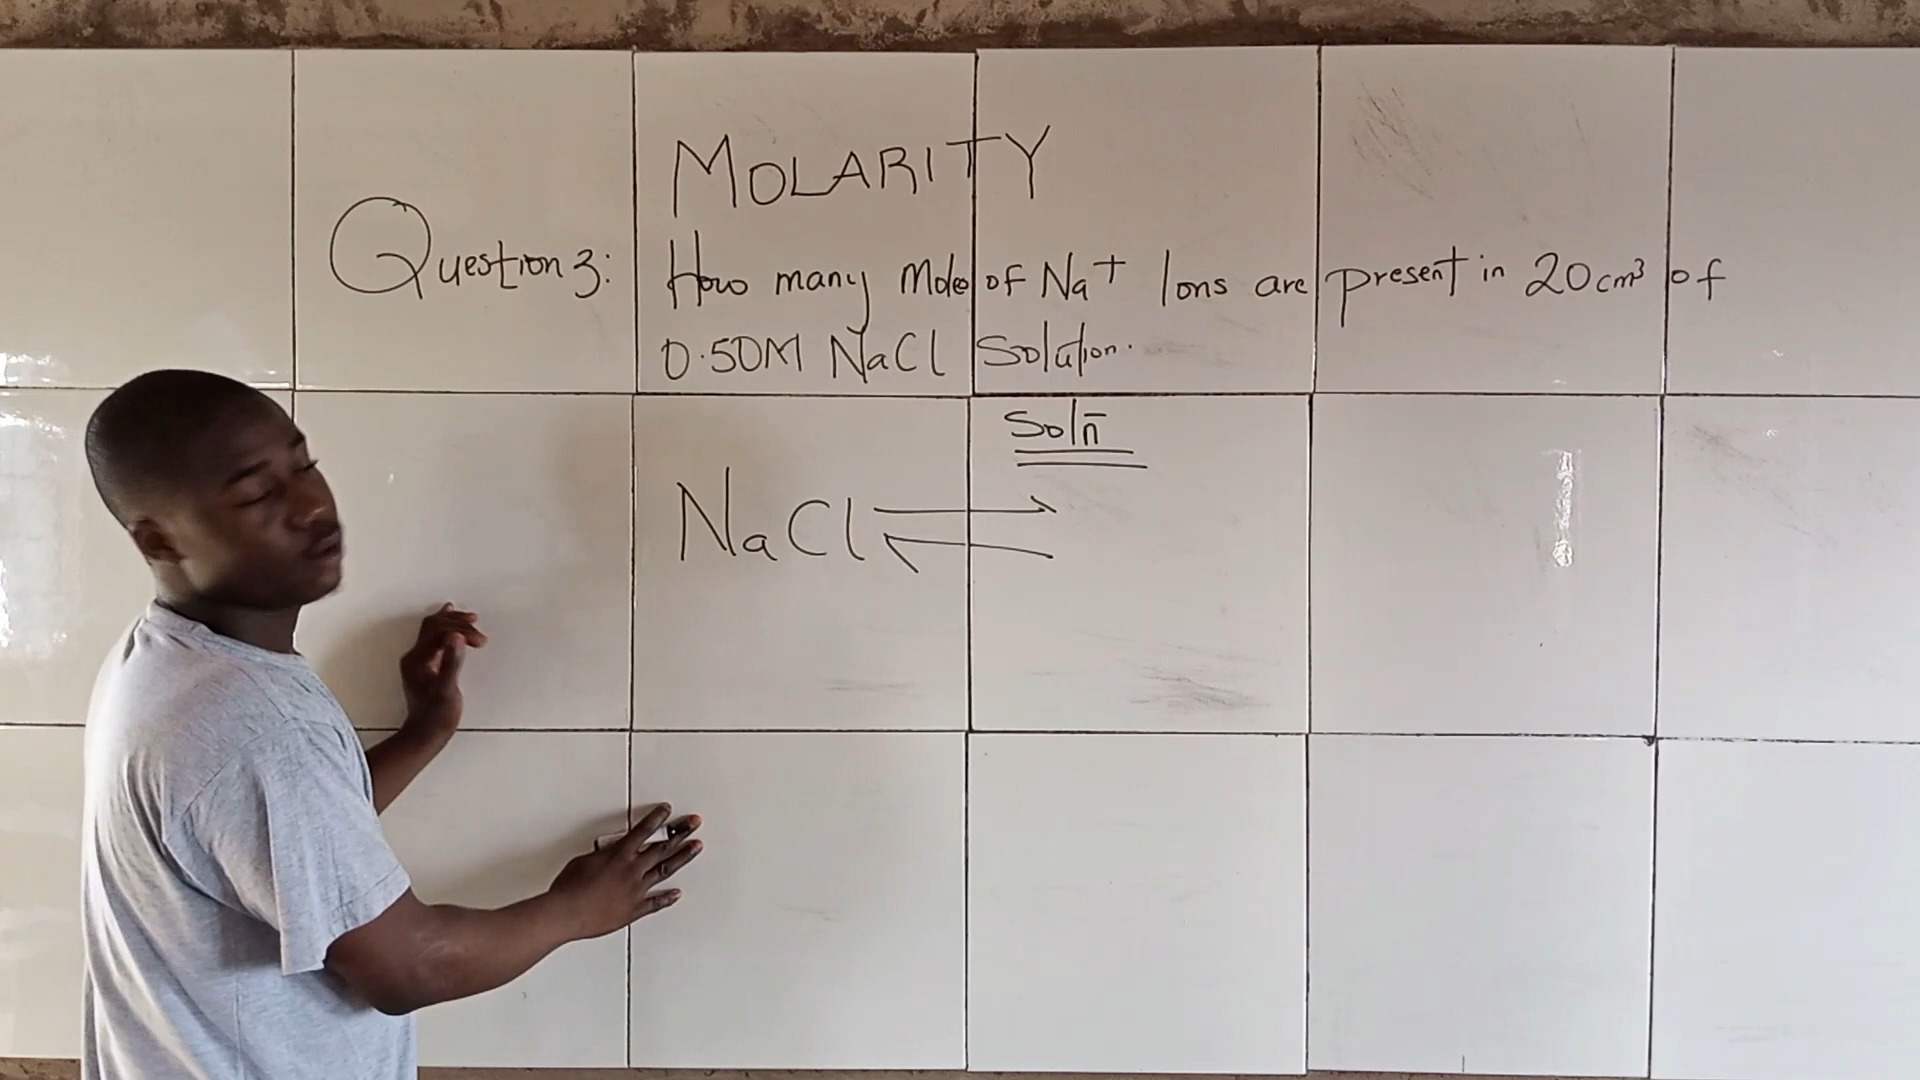 MOLARITY
Question 3: How many Moles of Na⁺ Ions are present in 20cm³ of
0.50M NaCl Solution.
Soln̄
NaCl ⇌